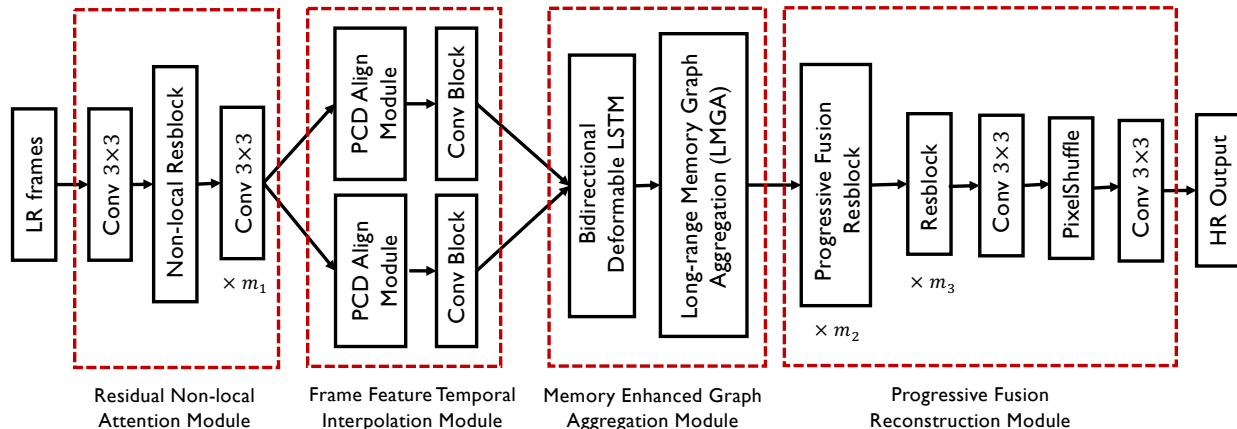 LR frames
Conv 3×3
Non-local Resblock
Conv 3×3
× m₁
Residual Non-local
Attention Module
PCD Align
Module
Conv Block
PCD Align
Module
Conv Block
Frame Feature Temporal
Interpolation Module
Bidirectional
Deformable LSTM
Long-range Memory Graph
Aggregation (LMGA)
Memory Enhanced Graph
Aggregation Module
Progressive Fusion
Resblock
× m₂
Resblock
× m₃
Conv 3×3
PixelShuffle
Conv 3×3
Progressive Fusion
Reconstruction Module
HR Output